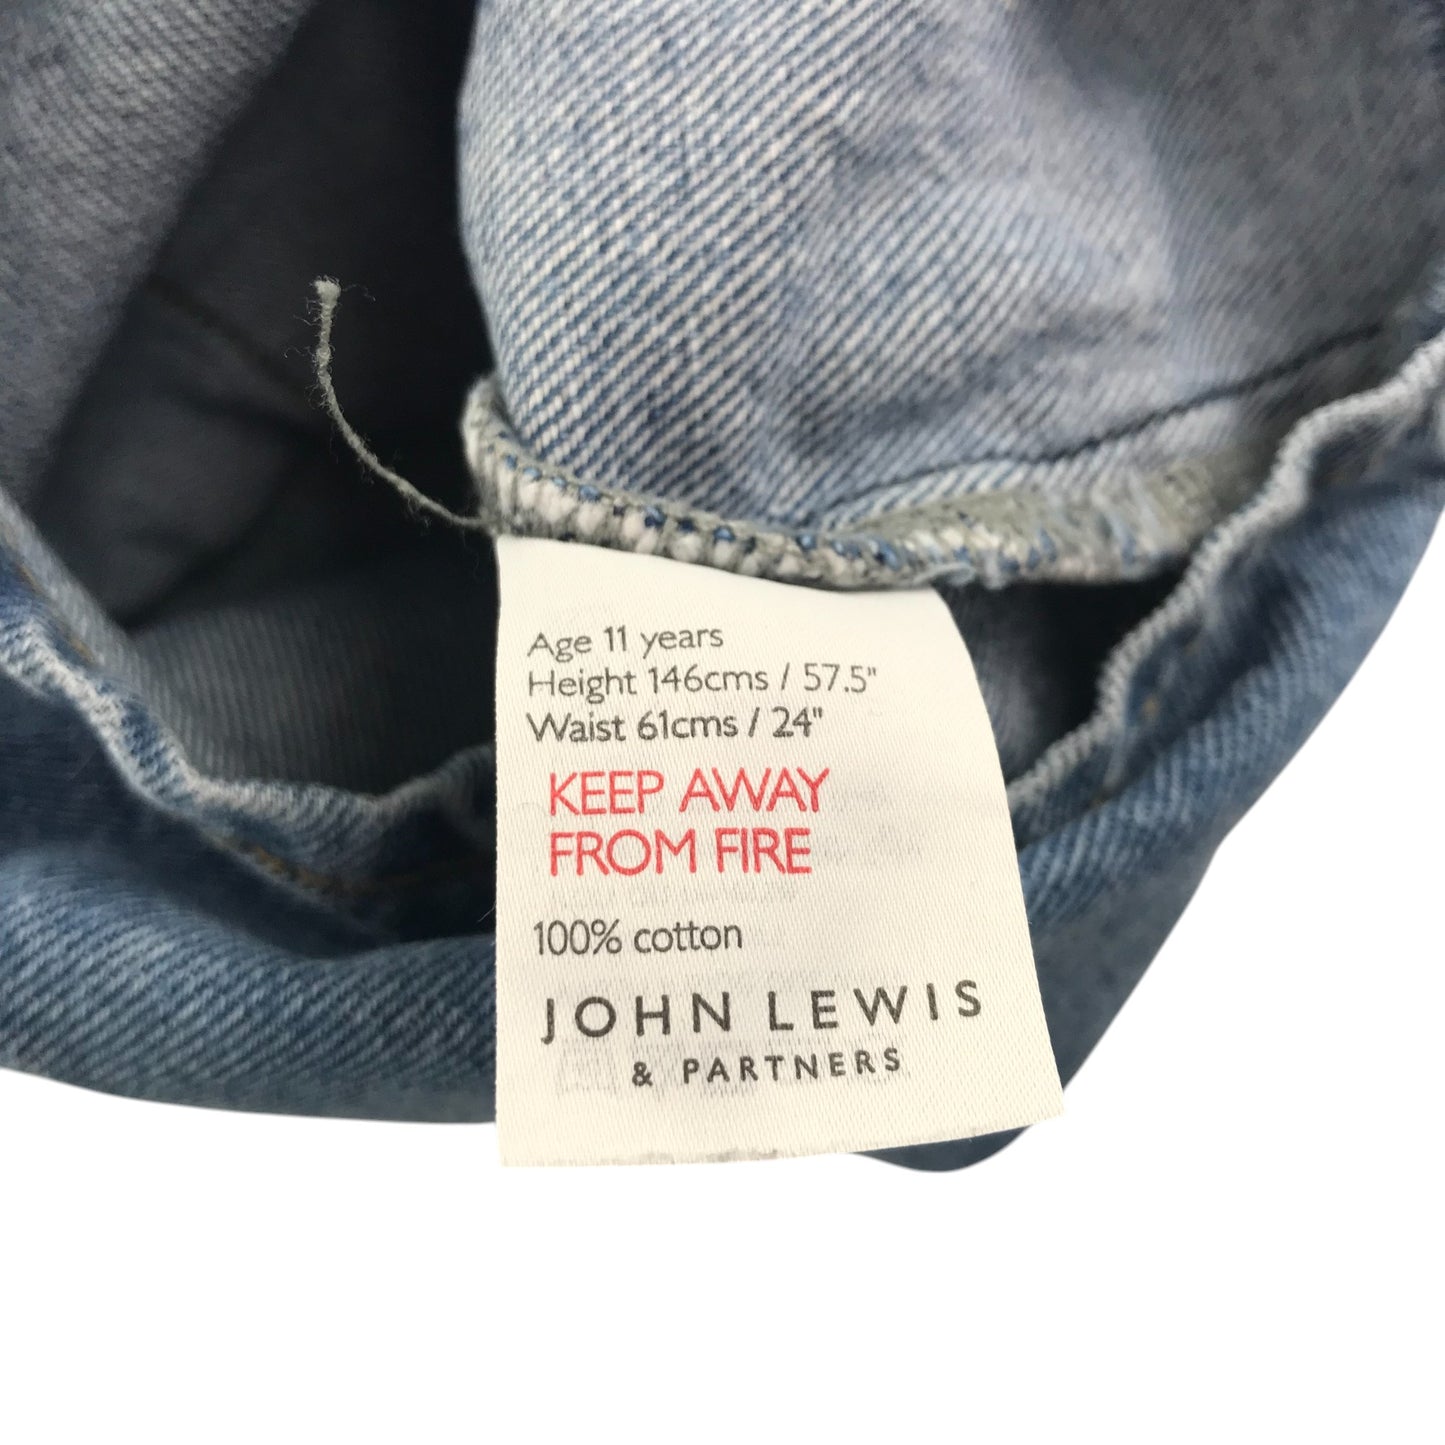 Age 11 years
Height 146cms / 57.5"
Waist 61cms / 24"
KEEP AWAY
FROM FIRE
100% cotton
JOHN LEWIS
& PARTNERS